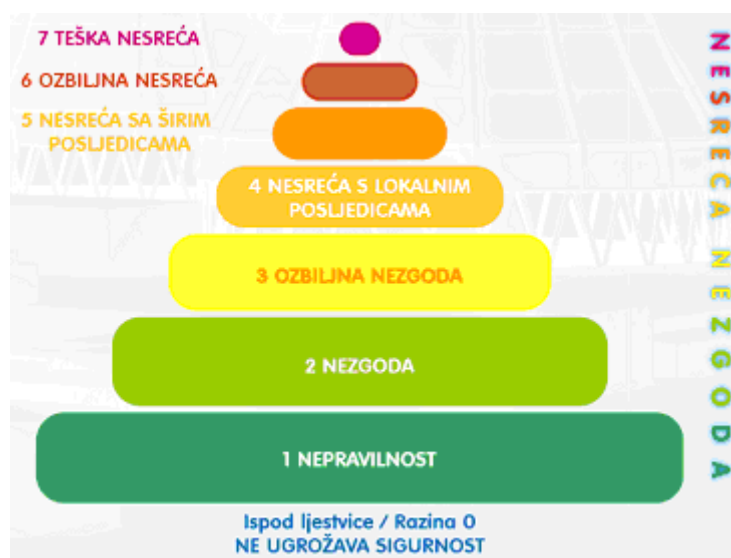 7 TEŠKA NESREĆA
6 OZBILJNA NESREĆA
5 NESREĆA SA ŠIRIM
POSLJEDICAMA
4 NESREĆA S LOKALNIM
POSLJEDICAMA
3 OZBILJNA NEZGODA
2 NEZGODA
1 NEPRAVILNOST
Ispod ljestvice / Razina 0
NE UGROŽAVA SIGURNOST
NESREĆA NEZGODA